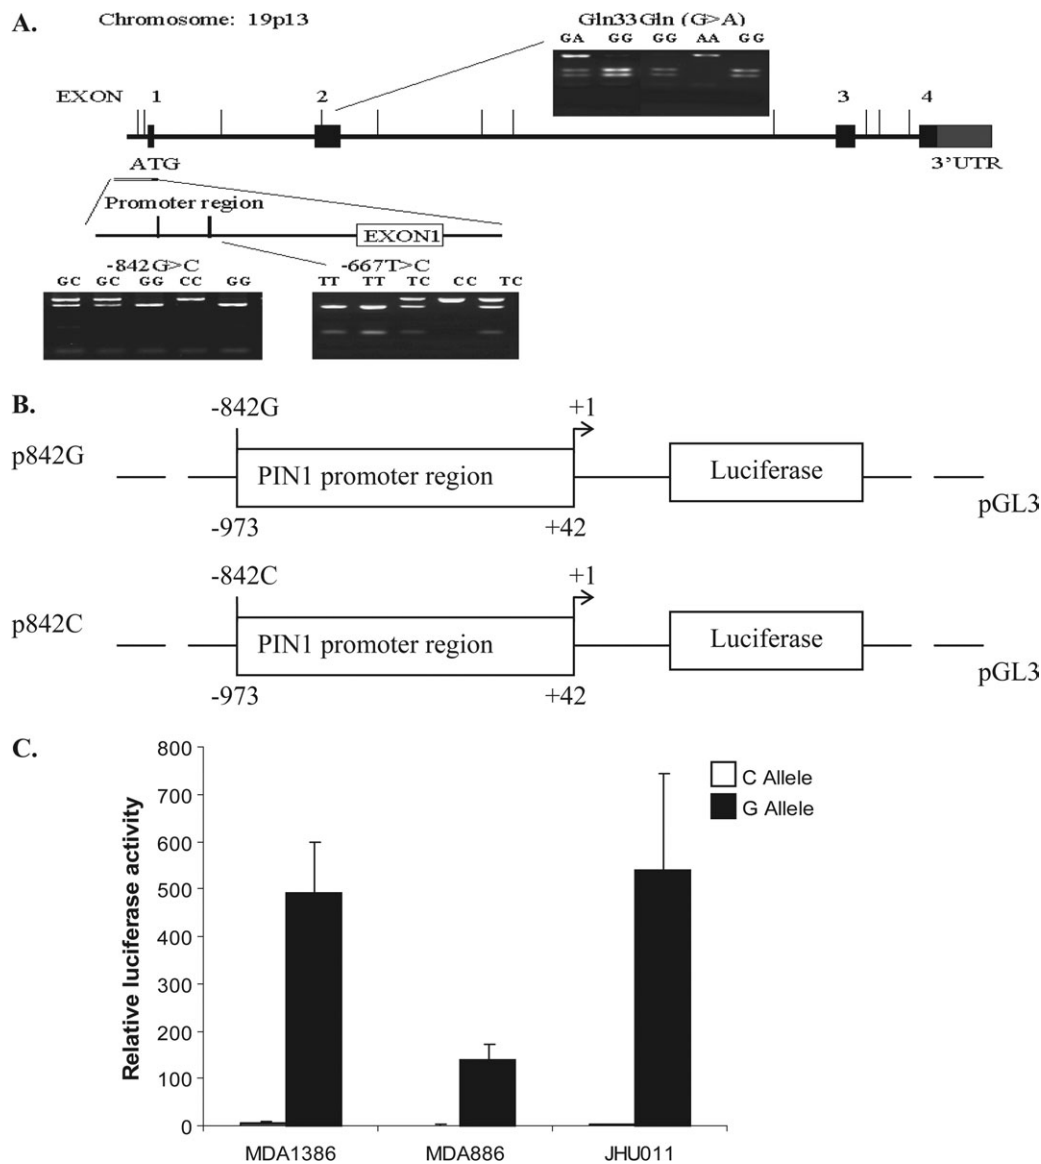 A.
Chromosome: 19p13
Gln33Gln (G>A)
GA GG GG AA GG
EXON 1 2 3 4
ATG
3'UTR
Promoter region
EXON1
-842G>C
-667T>C
GC GC GG CC GG
TT TT TC CC TC
B.
-842G
+1
p842G
PIN1 promoter region
Luciferase
pGL3
-973
+42
-842C
+1
p842C
PIN1 promoter region
Luciferase
pGL3
-973
+42
C.
Relative luciferase activity
800
700
600
500
400
300
200
100
0
C Allele
G Allele
MDA1386
MDA886
JHU011